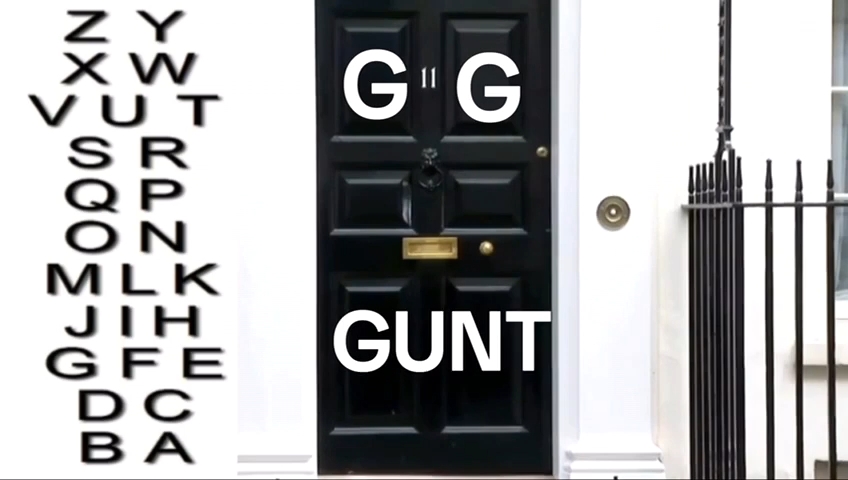 Z Y
X W
V U T
S R
Q P
O N
M L K
J I H
G F E
D C
B A
G 11 G
GUNT